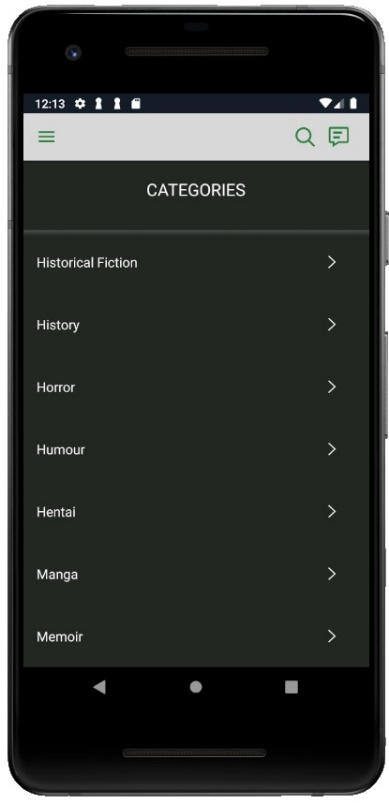 12:13
CATEGORIES
Historical Fiction
History
Horror
Humour
Hentai
Manga
Memoir